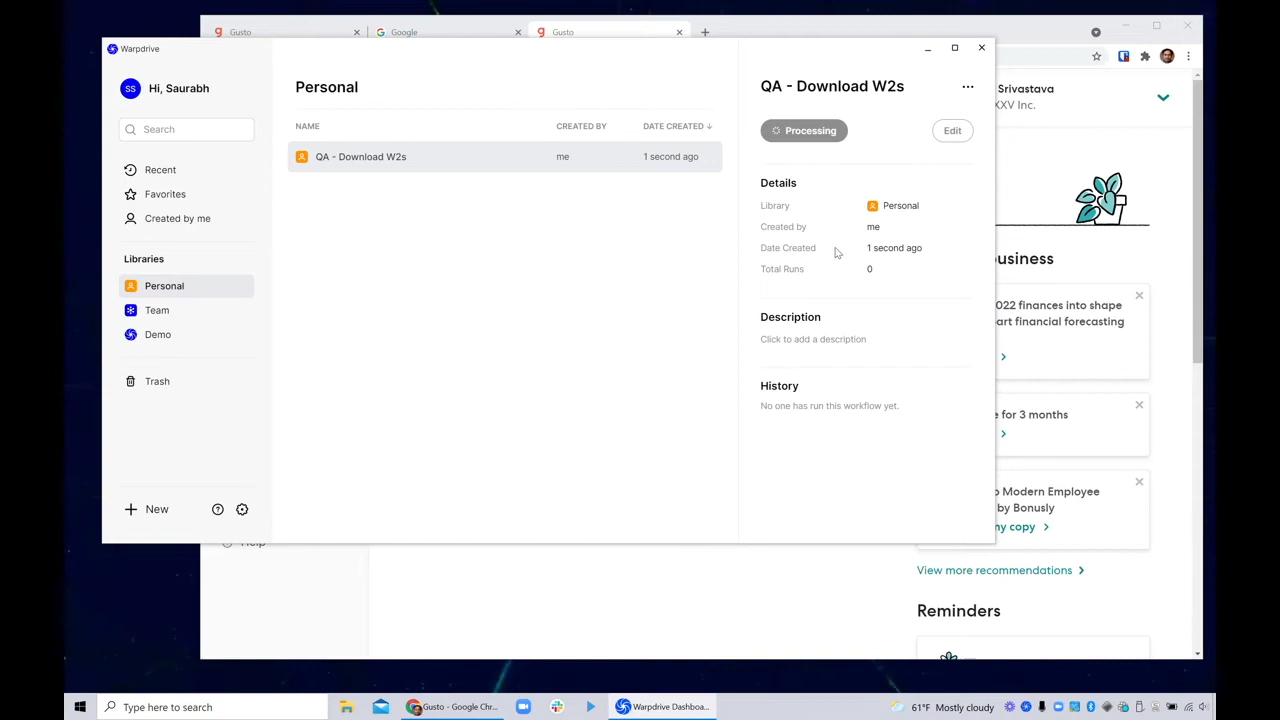 Gusto
Google
Gusto
Warpdrive
SS
Hi, Saurabh
Search
Recent
Favorites
Created by me
Libraries
Personal
Team
Demo
Trash
New
Personal
NAME CREATED BY DATE CREATED
QA - Download W2s me 1 second ago
QA - Download W2s
Processing Edit
Details
Library Personal
Created by me
Date Created 1 second ago
Total Runs 0
Description
Click to add a description
History
No one has run this workflow yet.
Srivastava
XXV Inc.
usiness
022 finances into shape
art financial forecasting
e for 3 months
o Modern Employee
by Bonusly
ny copy
View more recommendations
Reminders
Type here to search
Gusto - Google Chr...
Warpdrive Dashboa...
61°F Mostly cloudy